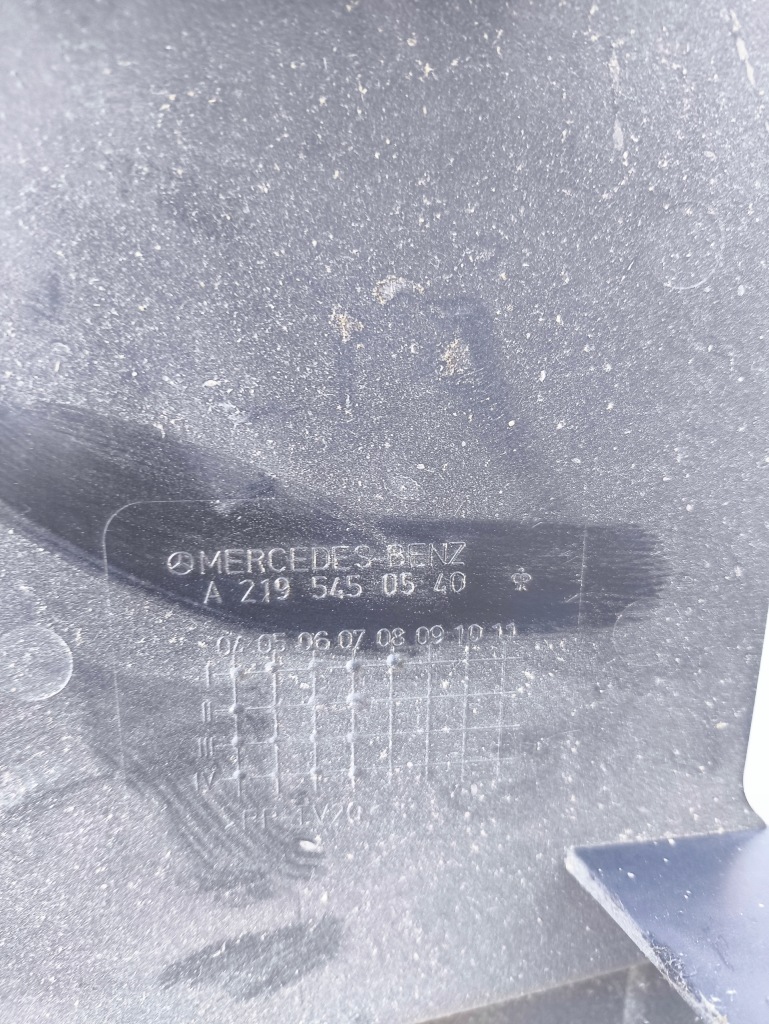 MERCEDES-BENZ
A 219 545 05 40
04 05 06 07 08 09 10 11
I
II
III
IV